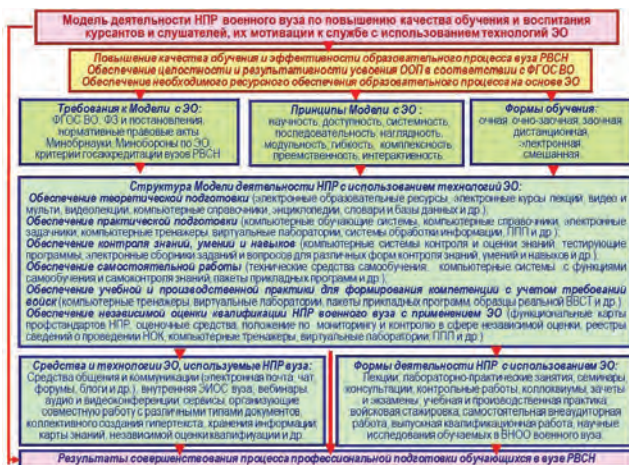 Модель деятельности НПР военного вуза по повышению качества обучения и воспитания
курсантов и слушателей, их мотивации к службе с использованием технологий ЭО
Повышение качества обучения и эффективности образовательного процесса вуза РВСН
Обеспечение целостности и результативности усвоения ООП в соответствии с ФГОС ВО
Обеспечение необходимого ресурсного обеспечения образовательного процесса на основе ЭО
Требования к Модели с ЭО:
ФГОС ВО, ФЗ и постановления,
нормативные правовые акты
Минобрнауки, Минобороны по ЭО,
критерии госаккредитации вузов РВСН
Принципы Модели с ЭО:
научность, доступность, системность,
последовательность, наглядность,
модульность, гибкость, комплексность,
преемственность, интерактивность.
Формы обучения:
очная, очно-заочная, заочная
дистанционная,
электронная,
смешанная.
Структура Модели деятельности НПР с использованием технологий ЭО:
Обеспечение теоретической подготовки (электронные образовательные ресурсы, электронные курсы лекций, видео и
мульти, видеолекции, компьютерные справочники, энциклопедии, словари и базы данных и др.);
Обеспечение практической подготовки (компьютерные обучающие системы, компьютерные справочники, электронные
задачники, компьютерные тренажеры, виртуальные лаборатории, системы обработки информации, ППП и др.);
Обеспечение контроля знаний, умений и навыков (компьютерные системы контроля и оценки знаний, тестирующие
программы, электронные сборники заданий и вопросов для различных форм контроля знаний, умений и навыков и др.);
Обеспечение самостоятельной работы (технические средства самообучения: компьютерные системы с функциями
самообучения и самоконтроля знаний, пакеты прикладных программ и др.);
Обеспечение учебной и производственной практики для формирования компетенции с учетом требований
войск (компьютерные тренажеры, виртуальные лаборатории, пакеты прикладных программ, образцы реальной ВВСТ и др.);
Обеспечение независимой оценки квалификации НПР военного вуза с применением ЭО (функциональные карты
профстандартов НПР, оценочные средства, положение по мониторингу и контролю в сфере независимой оценки, реестры
сведений о проведении НОК, компьютерные тренажеры, виртуальные лаборатории, ППП и др.)
Средства и технологии ЭО, используемые НПР вуза:
Средства общения и коммуникации (электронная почта, чат,
форумы, блоги и др.), внутренняя ЭИОС вуза, вебинары,
аудио и видеоконференции, сервисы, организующие
совместную работу с различными типами документов,
коллективного создания гипертекста, хранения информации,
карты знаний, независимой оценки квалификации и др.
Формы деятельности НПР с использованием ЭО:
Лекции, лабораторно-практические занятия, семинары,
консультации, контрольные работы, коллоквиумы, зачеты
и экзамены, учебная и производственная практика,
войсковая стажировка, самостоятельная внеаудиторная
работа, выпускная квалификационная работа, научные
исследования обучаемых в ВНОО военного вуза.
Результаты совершенствования процесса профессиональной подготовки обучающихся в вузе РВСН